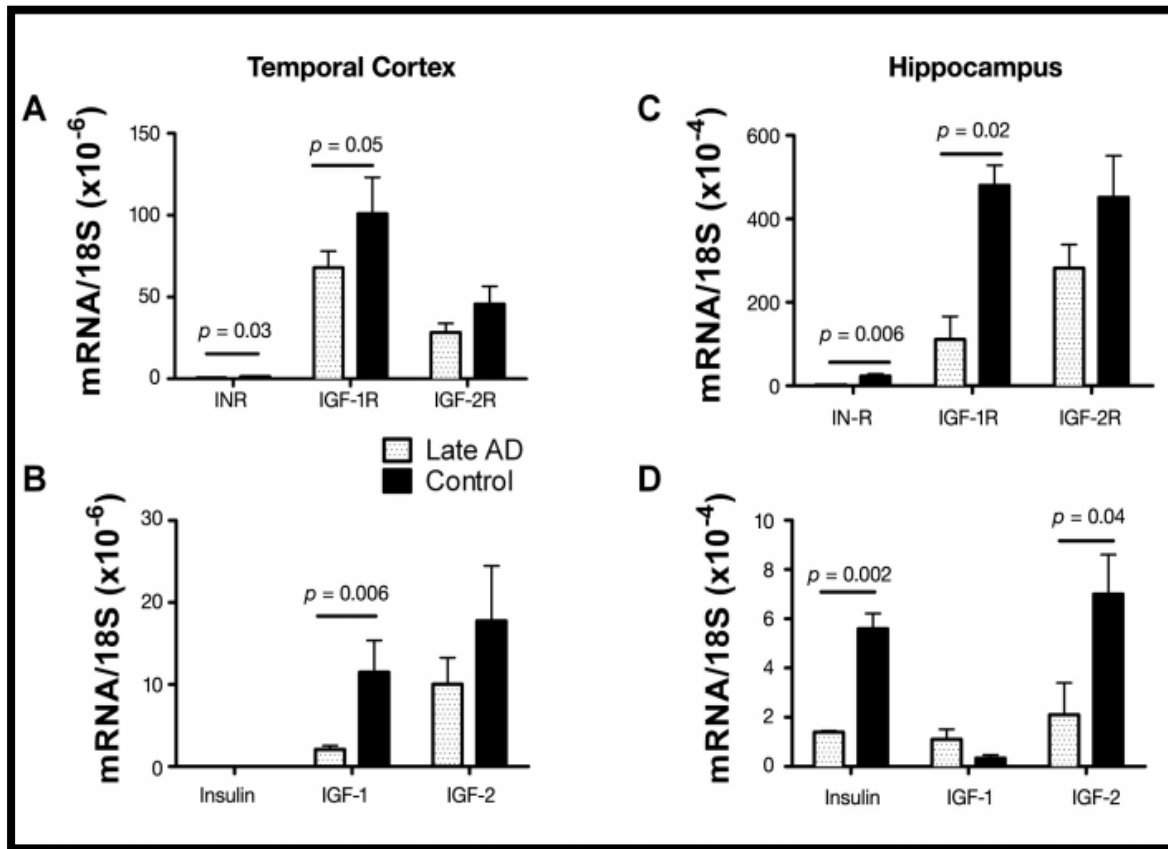 Temporal Cortex
Hippocampus
A
mRNA/18S (x10⁻⁶)
150
100
50
0
p = 0.03
p = 0.05
INR
IGF-1R
IGF-2R
C
mRNA/18S (x10⁻⁴)
600
400
200
0
p = 0.006
p = 0.02
IN-R
IGF-1R
IGF-2R
Late AD
Control
B
mRNA/18S (x10⁻⁶)
30
20
10
0
p = 0.006
Insulin
IGF-1
IGF-2
D
mRNA/18S (x10⁻⁴)
10
8
6
4
2
0
p = 0.002
p = 0.04
Insulin
IGF-1
IGF-2